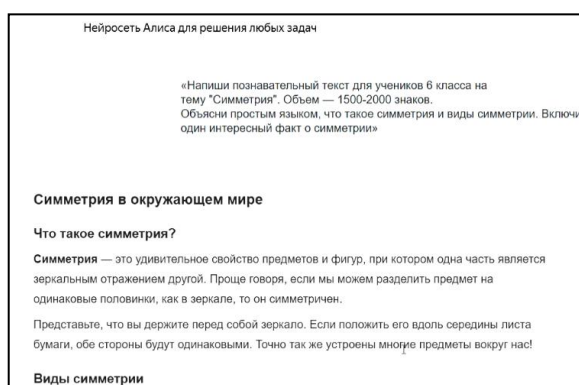 Нейросеть Алиса для решения любых задач
«Напиши познавательный текст для учеников 6 класса на
тему "Симметрия". Объем — 1500-2000 знаков.
Объясни простым языком, что такое симметрия и виды симметрии. Включи
один интересный факт о симметрии»
Симметрия в окружающем мире
Что такое симметрия?
Симметрия — это удивительное свойство предметов и фигур, при котором одна часть является
зеркальным отражением другой. Проще говоря, если мы можем разделить предмет на
одинаковые половинки, как в зеркале, то он симметричен.
Представьте, что вы держите перед собой зеркало. Если положить его вдоль середины листа
бумаги, обе стороны будут одинаковыми. Точно так же устроены многие предметы вокруг нас!
Виды симметрии